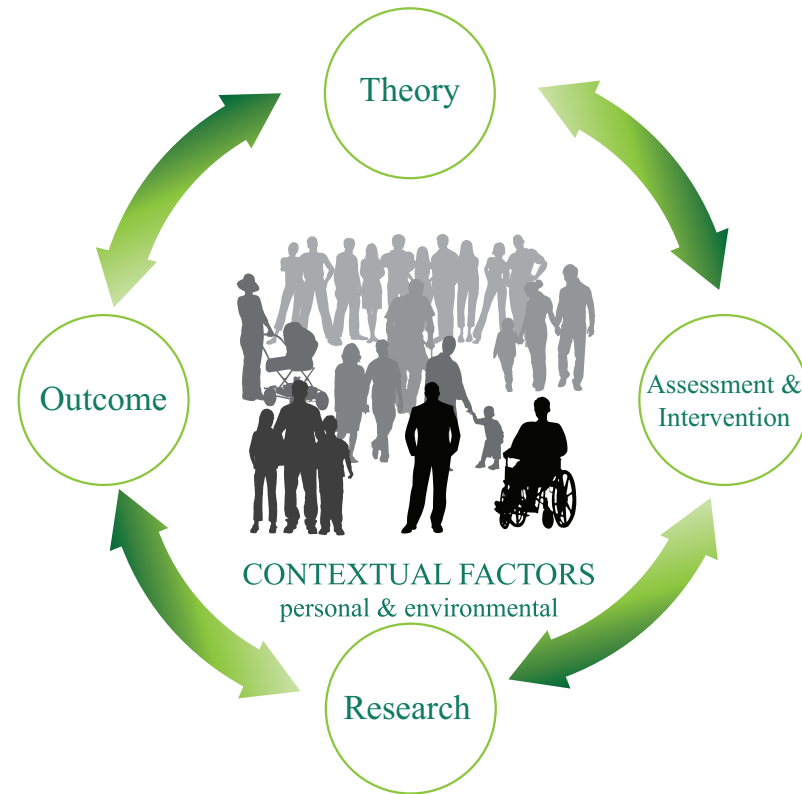 Theory
Outcome
Assessment &
Intervention
CONTEXTUAL FACTORS
personal & environmental
Research